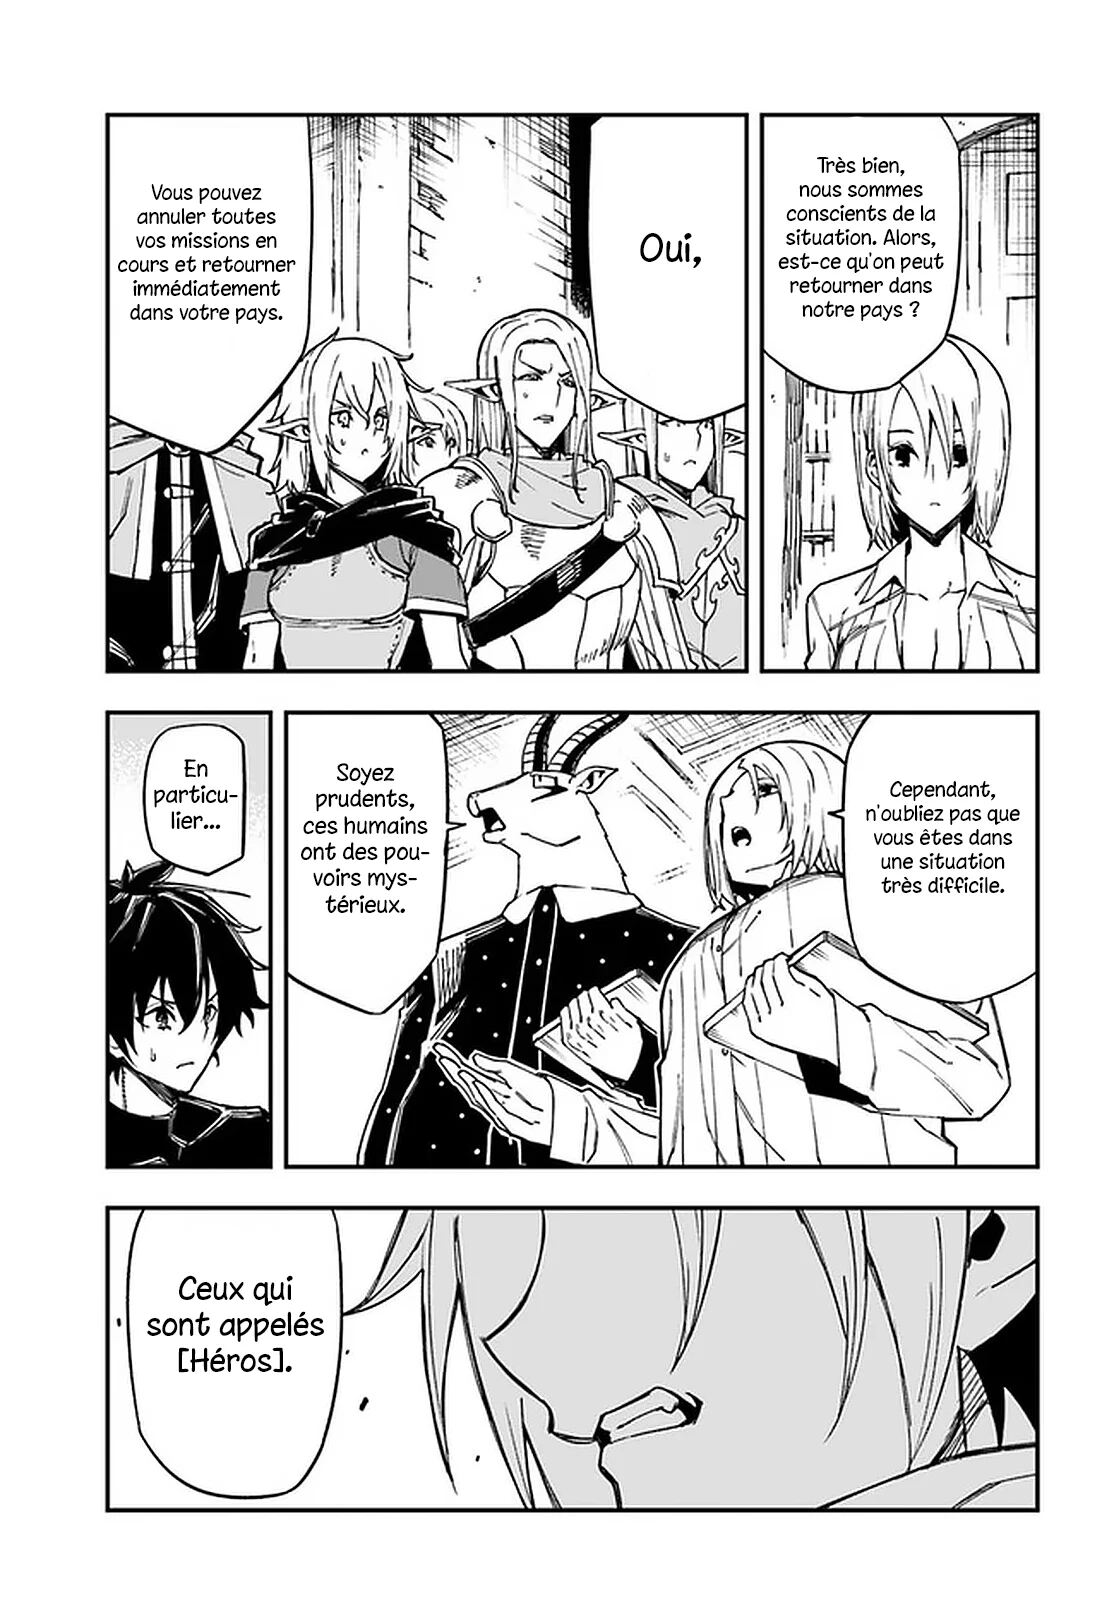 Très bien,
nous sommes
conscients de la
situation. Alors,
est-ce qu'on peut
retourner dans
notre pays ?
Oui,
Vous pouvez
annuler toutes
vos missions en
cours et retourner
immédiatement
dans votre pays.
Cependant,
n'oubliez pas que
vous êtes dans
une situation
très difficile.
Soyez
prudents,
ces humains
ont des pou-
voirs mys-
térieux.
En
particu-
lier...
Ceux qui
sont appelés
[Héros].